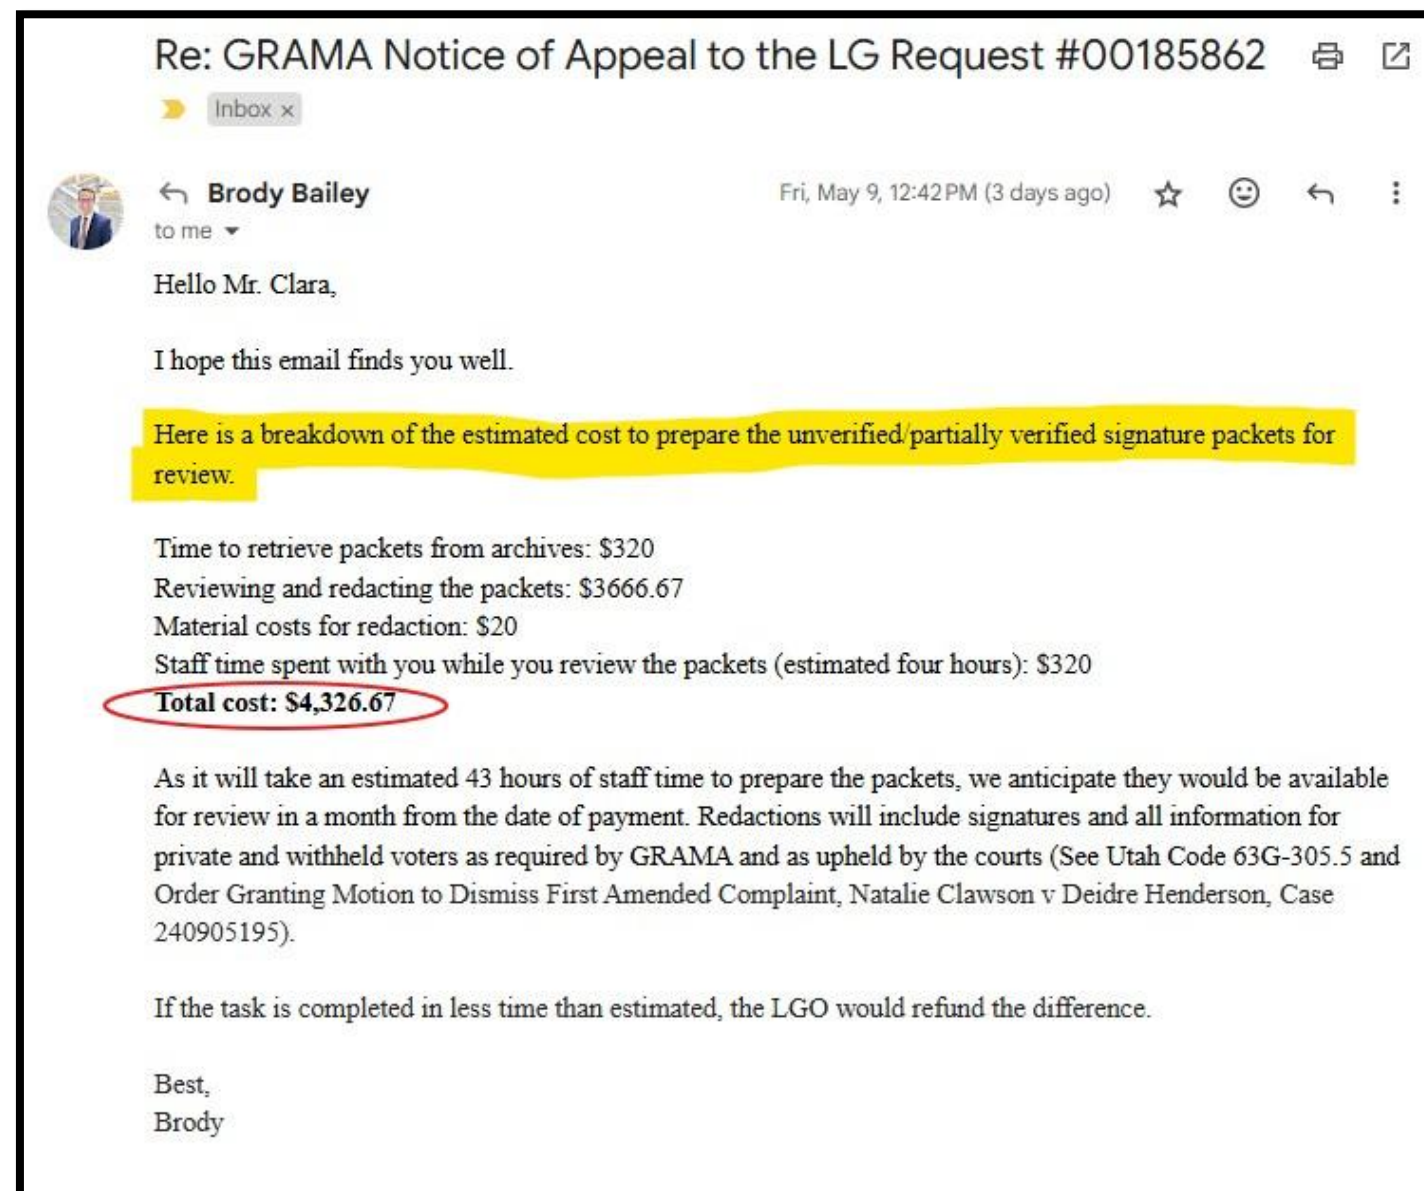 Re: GRAMA Notice of Appeal to the LG Request #00185862
Inbox ×
Brody Bailey
Fri, May 9, 12:42 PM (3 days ago)
to me
Hello Mr. Clara,
I hope this email finds you well.
Here is a breakdown of the estimated cost to prepare the unverified/partially verified signature packets for
review.
Time to retrieve packets from archives: $320
Reviewing and redacting the packets: $3666.67
Material costs for redaction: $20
Staff time spent with you while you review the packets (estimated four hours): $320
Total cost: $4,326.67
As it will take an estimated 43 hours of staff time to prepare the packets, we anticipate they would be available
for review in a month from the date of payment. Redactions will include signatures and all information for
private and withheld voters as required by GRAMA and as upheld by the courts (See Utah Code 63G-305.5 and
Order Granting Motion to Dismiss First Amended Complaint, Natalie Clawson v Deidre Henderson, Case
240905195).
If the task is completed in less time than estimated, the LGO would refund the difference.
Best,
Brody